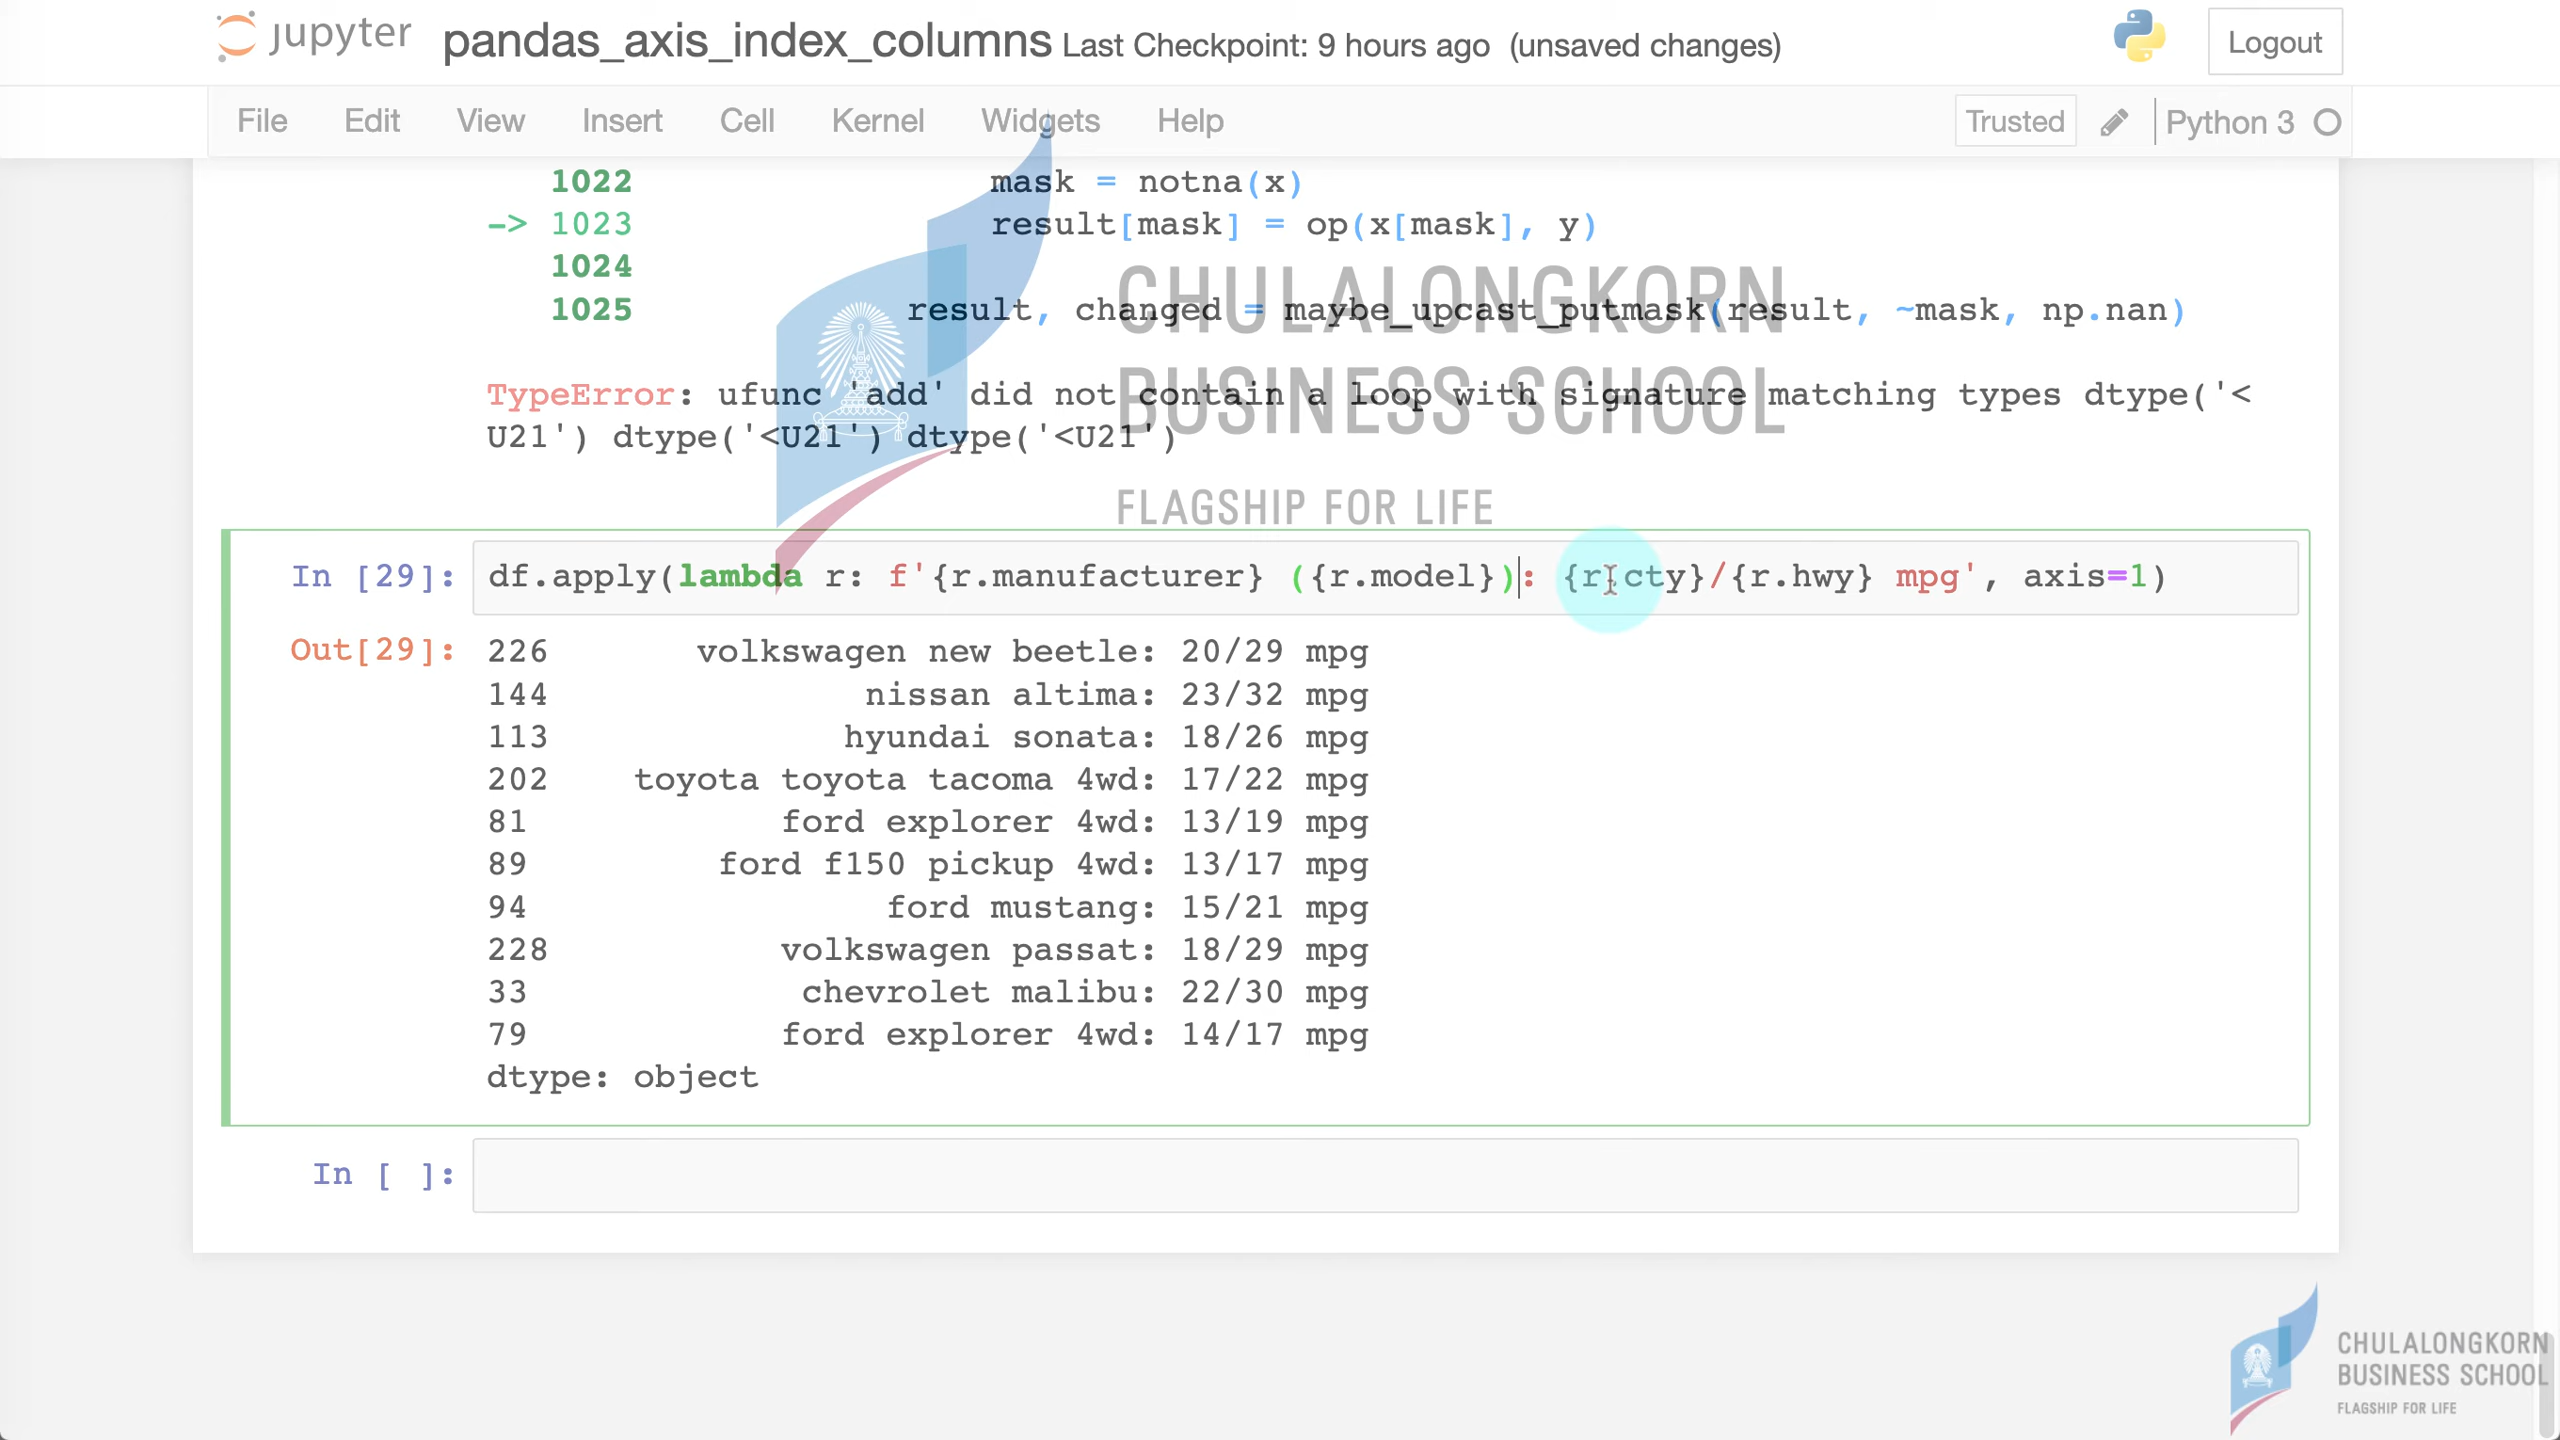 jupyter pandas_axis_index_columns Last Checkpoint: 9 hours ago (unsaved changes) Logout
File Edit View Insert Cell Kernel Widgets Help Trusted Python 3
1022 mask = notna(x)
-> 1023 result[mask] = op(x[mask], y)
1024
1025 result, changed = maybe_upcast_putmask(result, ~mask, np.nan)
TypeError: ufunc 'add' did not contain a loop with signature matching types dtype('<
U21') dtype('<U21') dtype('<U21')
CHULALONGKORN
BUSINESS SCHOOL
FLAGSHIP FOR LIFE
In [29]: df.apply(lambda r: f'{r.manufacturer} ({r.model}): {r.cty}/{r.hwy} mpg', axis=1)
Out[29]: 226 volkswagen new beetle: 20/29 mpg
144 nissan altima: 23/32 mpg
113 hyundai sonata: 18/26 mpg
202 toyota toyota tacoma 4wd: 17/22 mpg
81 ford explorer 4wd: 13/19 mpg
89 ford f150 pickup 4wd: 13/17 mpg
94 ford mustang: 15/21 mpg
228 volkswagen passat: 18/29 mpg
33 chevrolet malibu: 22/30 mpg
79 ford explorer 4wd: 14/17 mpg
dtype: object
In [ ]:
CHULALONGKORN
BUSINESS SCHOOL
FLAGSHIP FOR LIFE